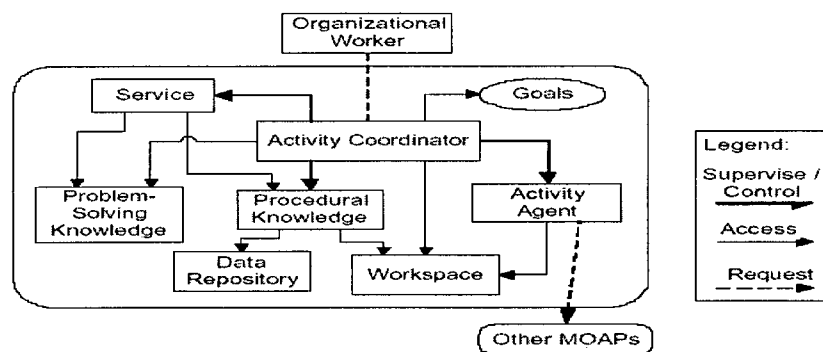 Organizational
Worker
Service
Goals
Activity Coordinator
Legend:
Supervise /
Control
Problem-
Solving
Knowledge
Procedural
Knowledge
Activity
Agent
Access
Data
Repository
Workspace
Request
Other MOAPs